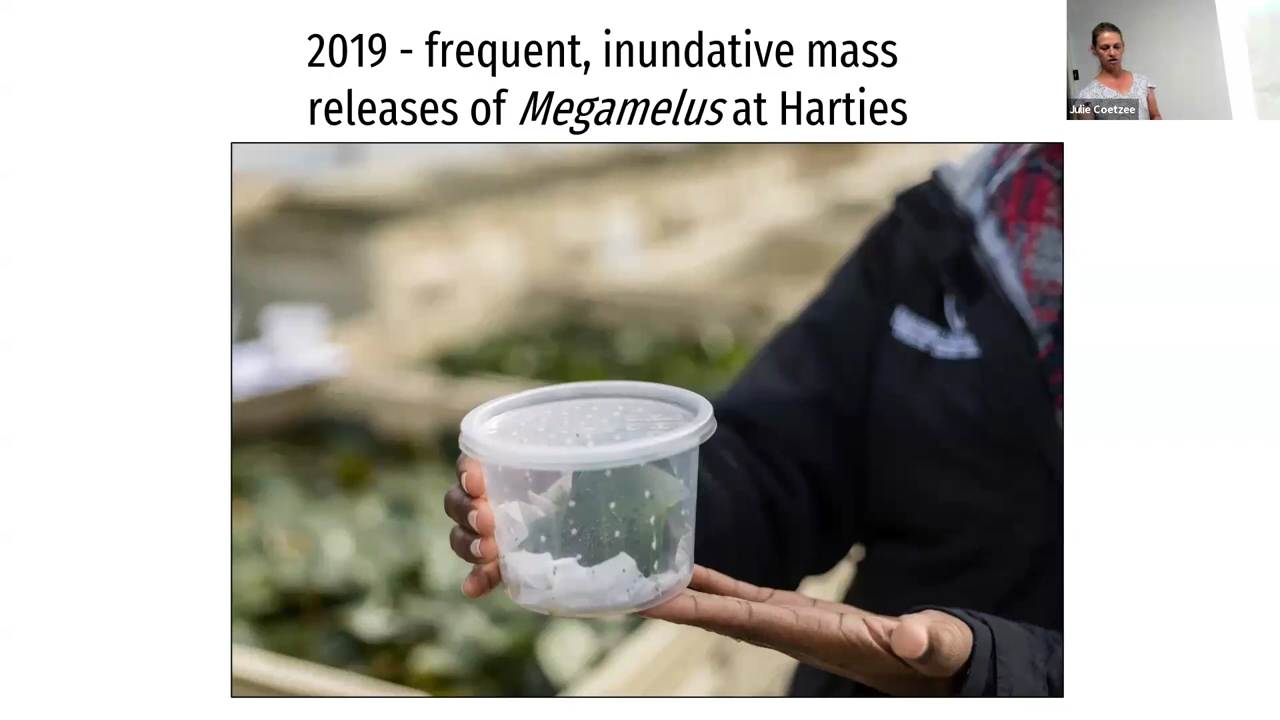 2019 - frequent, inundative mass
releases of Megamelus at Harties
Julie Coetzee